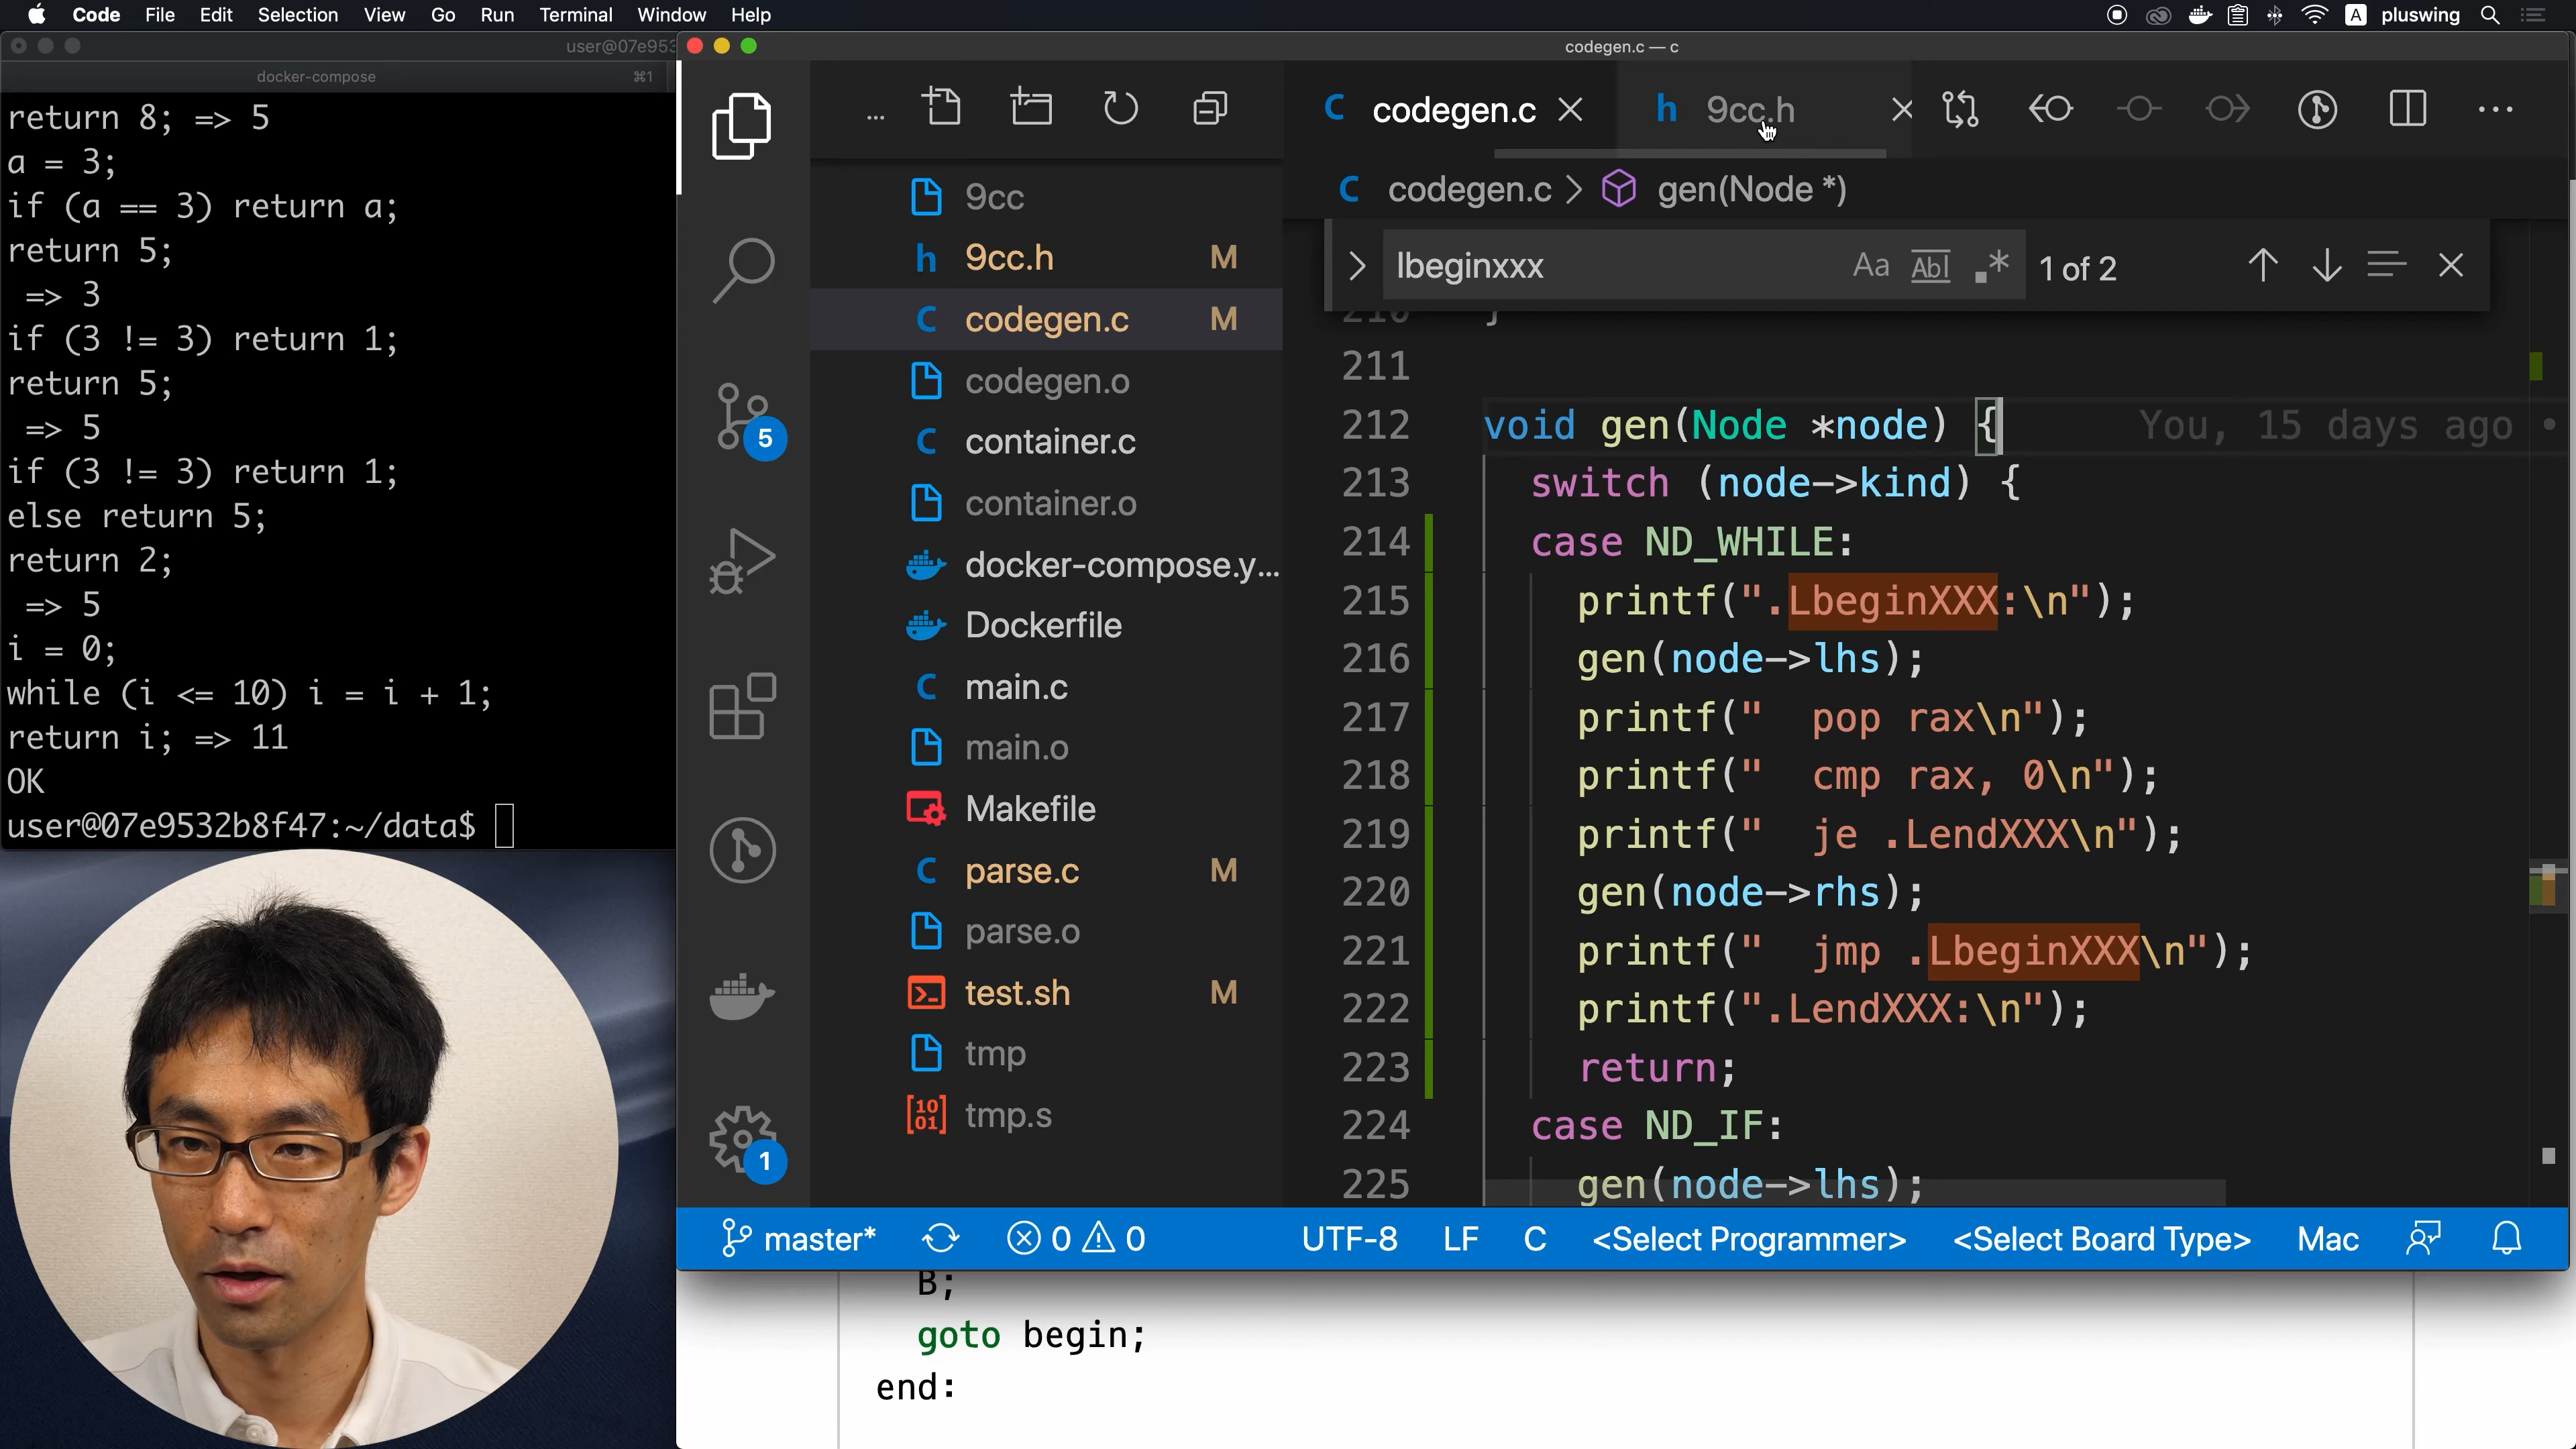 Code File Edit Selection View Go Run Terminal Window Help
A pluswing
user@07e953
docker-compose ⌘1
return 8; => 5
a = 3;
if (a == 3) return a;
return 5;
=> 3
if (3 != 3) return 1;
return 5;
=> 5
if (3 != 3) return 1;
else return 5;
return 2;
=> 5
i = 0;
while (i <= 10) i = i + 1;
return i; => 11
OK
user@07e9532b8f47:~/data$
codegen.c — c
5
1
...
9cc
h 9cc.h M
C codegen.c M
codegen.o
C container.c
container.o
docker-compose.y...
Dockerfile
C main.c
main.o
Makefile
C parse.c M
parse.o
test.sh M
tmp
10
01 tmp.s
C codegen.c h 9cc.h
C codegen.c > gen(Node *)
lbeginxxx Aa Abl .* 1 of 2
210 }
211
212 void gen(Node *node) { You, 15 days ago •
213 switch (node->kind) {
214 case ND_WHILE:
215 printf(".LbeginXXX:\n");
216 gen(node->lhs);
217 printf("  pop rax\n");
218 printf("  cmp rax, 0\n");
219 printf("  je .LendXXX\n");
220 gen(node->rhs);
221 printf("  jmp .LbeginXXX\n");
222 printf(".LendXXX:\n");
223 return;
224 case ND_IF:
225 gen(node->lhs);
master* 0 0 UTF-8 LF C <Select Programmer> <Select Board Type> Mac
B;
goto begin;
end: